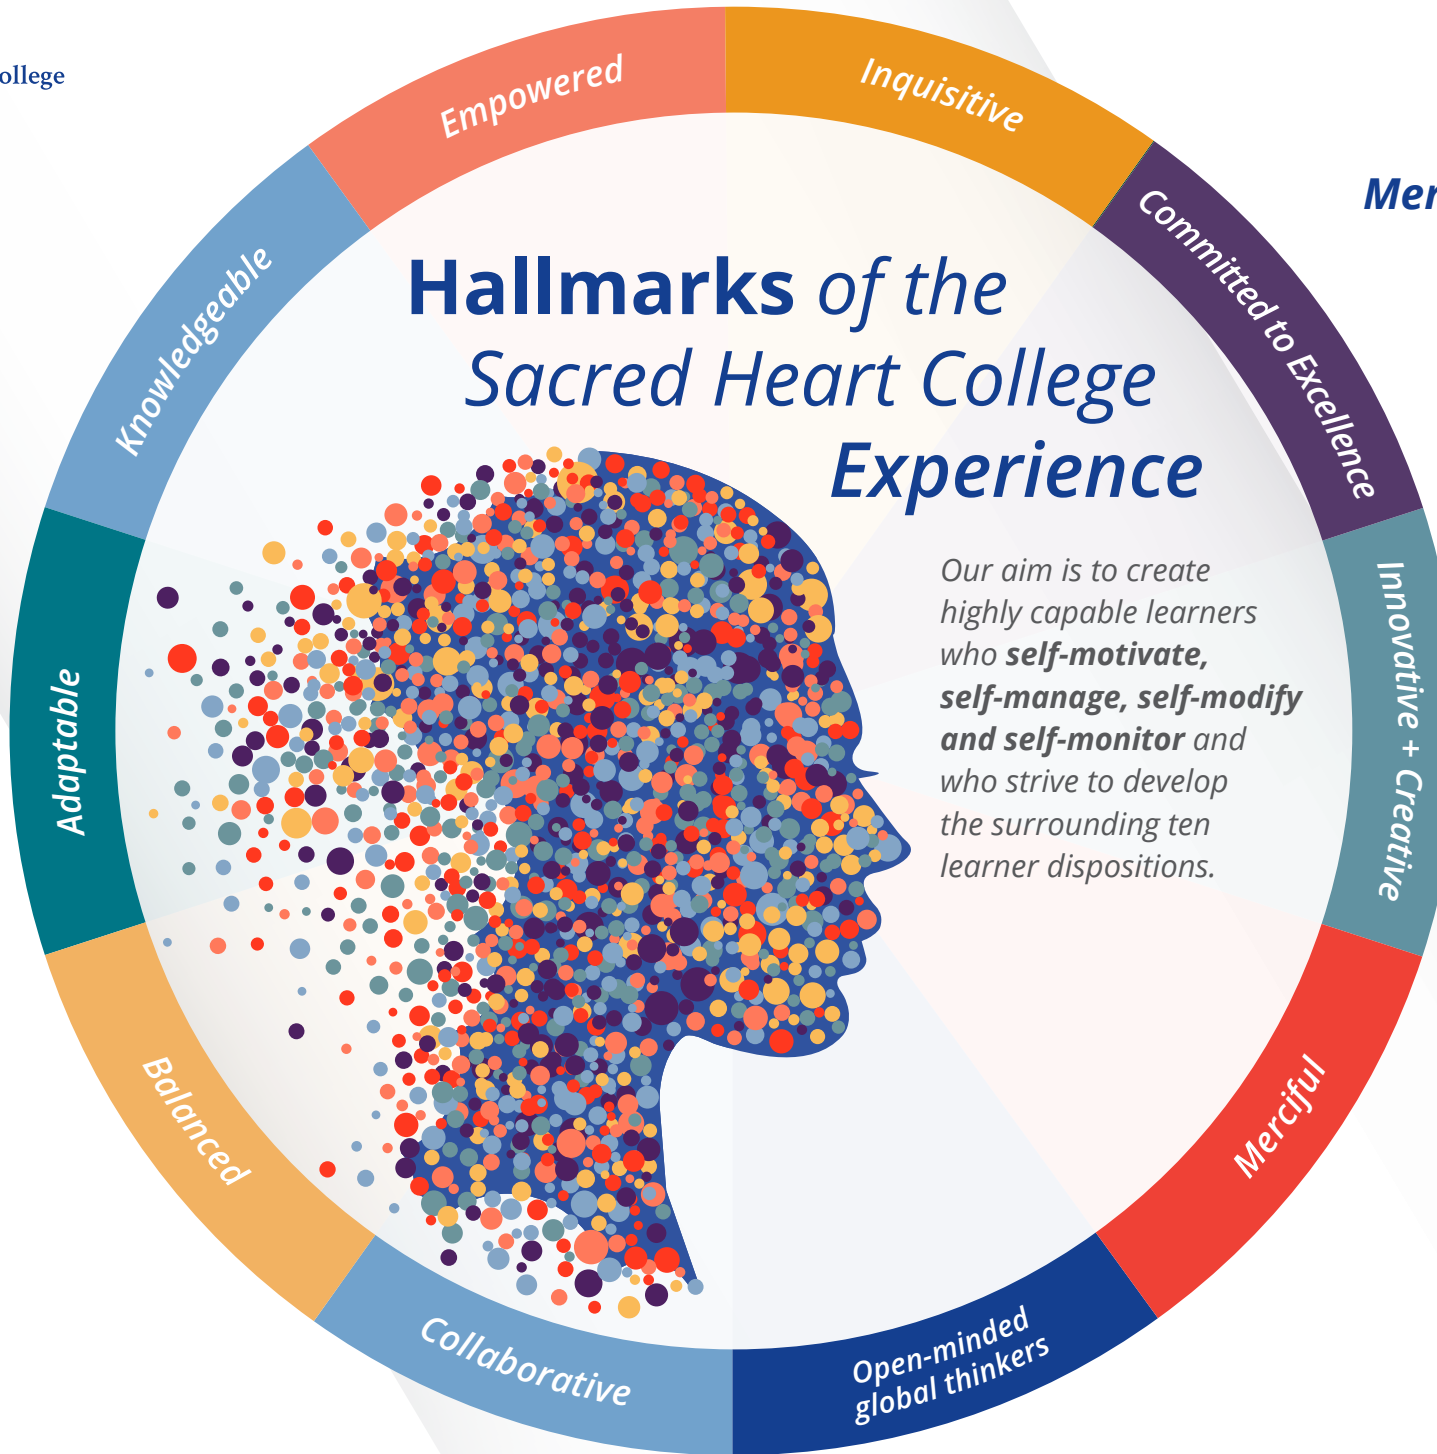 Empowered
Inquisitive
Committed to Excellence
Innovative + Creative
Merciful
Open-minded
global thinkers
Collaborative
Balanced
Adaptable
Knowledgeable
Hallmarks of the
Sacred Heart College
Experience
Our aim is to create
highly capable learners
who self-motivate,
self-manage, self-modify
and self-monitor and
who strive to develop
the surrounding ten
learner dispositions.